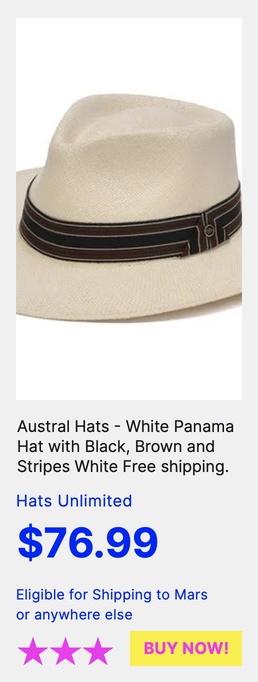 Austral Hats - White Panama
Hat with Black, Brown and
Stripes White Free shipping.
Hats Unlimited
$76.99
Eligible for Shipping to Mars
or anywhere else
BUY NOW!